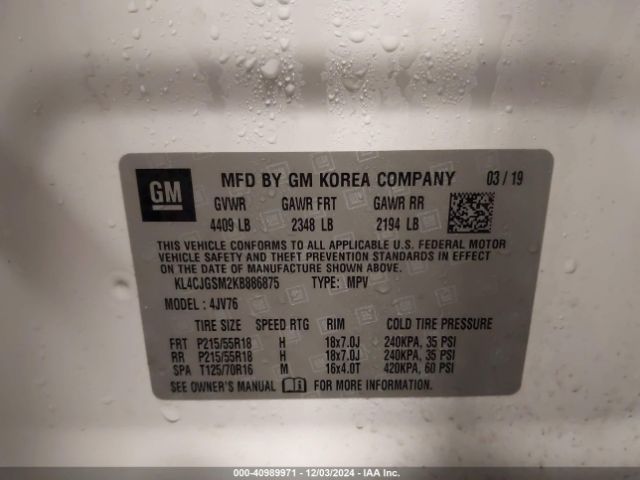 GM MFD BY GM KOREA COMPANY 03 / 19
GVWR GAWR FRT GAWR RR
4409 LB 2348 LB 2194 LB
THIS VEHICLE CONFORMS TO ALL APPLICABLE U.S. FEDERAL MOTOR
VEHICLE SAFETY AND THEFT PREVENTION STANDARDS IN EFFECT ON
THE DATE OF MANUFACTURE SHOWN ABOVE.
KL4CJGSM2KB886875 TYPE: MPV
MODEL : 4JV76
TIRE SIZE SPEED RTG RIM COLD TIRE PRESSURE
FRT P215/55R18 H 18x7.0J 240KPA, 35 PSI
RR P215/55R18 H 18x7.0J 240KPA, 35 PSI
SPA T125/70R16 M 16x4.0T 420KPA, 60 PSI
SEE OWNER'S MANUAL FOR MORE INFORMATION.
000-40989971 - 12/03/2024 - IAA Inc.